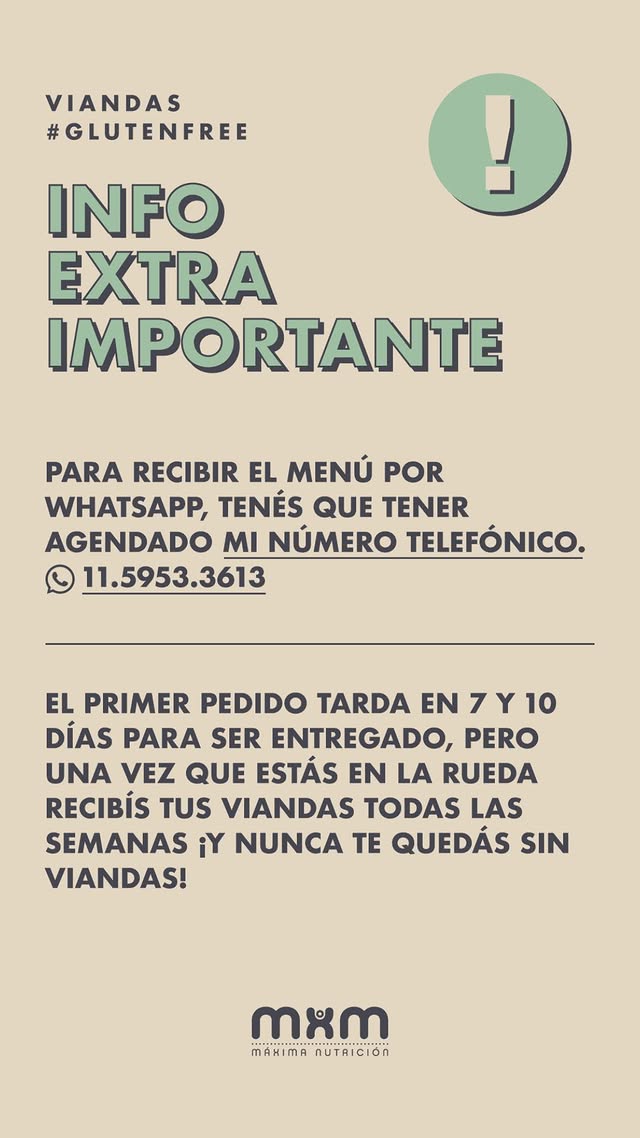 VIANDAS
#GLUTENFREE
!
INFO
EXTRA
IMPORTANTE
PARA RECIBIR EL MENÚ POR
WHATSAPP, TENÉS QUE TENER
AGENDADO MI NÚMERO TELEFÓNICO.
11.5953.3613
EL PRIMER PEDIDO TARDA EN 7 Y 10
DÍAS PARA SER ENTREGADO, PERO
UNA VEZ QUE ESTÁS EN LA RUEDA
RECIBÍS TUS VIANDAS TODAS LAS
SEMANAS ¡Y NUNCA TE QUEDÁS SIN
VIANDAS!
mxm
MÁXIMA NUTRICIÓN